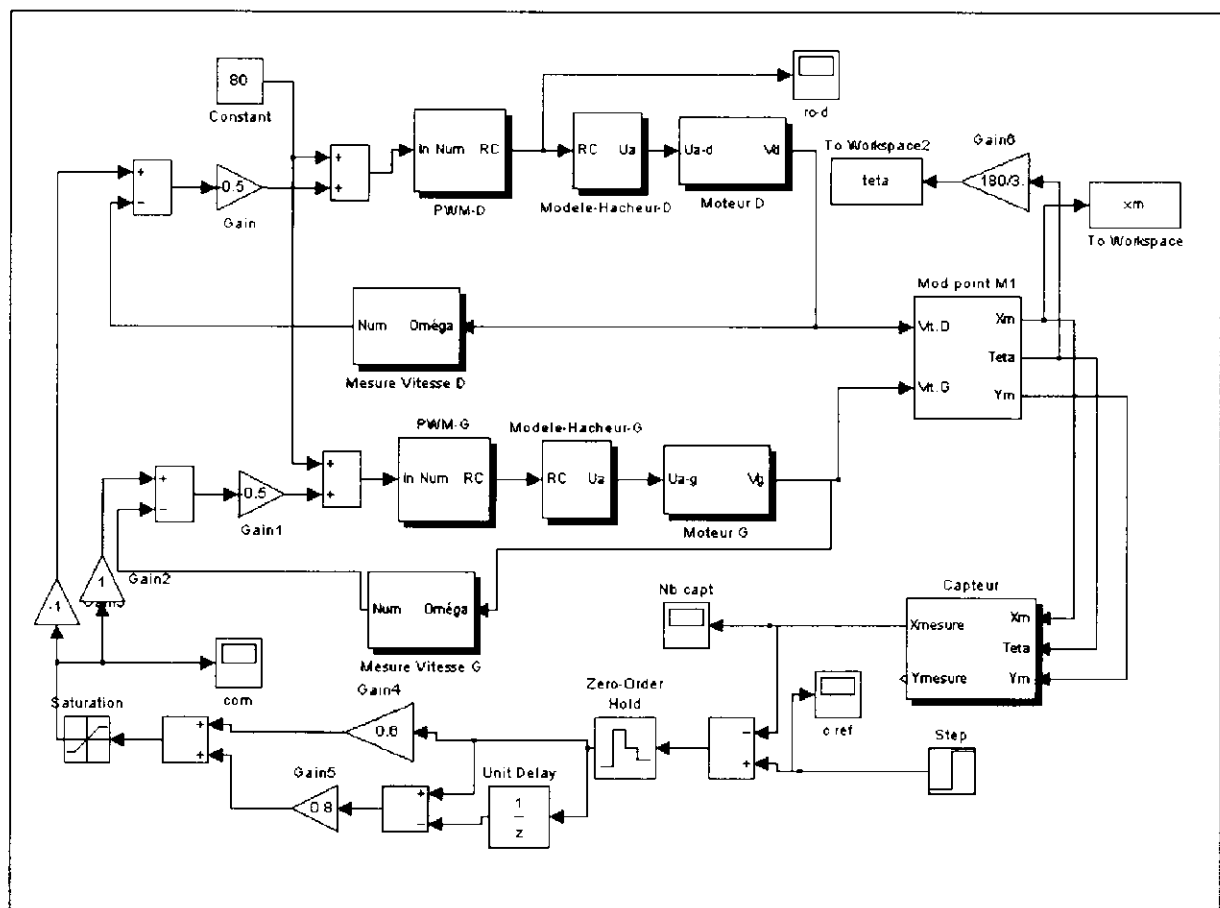 80
Constant
+
−
0.5
Gain
+
+
In Num RC
PWM-D
RC Ua
Modele-Hacheur-D
Ua-d Vd
Moteur D
ro-d
To Workspace2
teta
Gain6
180/3.
xm
To Workspace
Num Oméga
Mesure Vitesse D
Mod point M1
Vit.D
Vit.G
Xm
Teta
Ym
+
−
0.5
Gain1
+
+
PWM-G
In Num RC
Modele-Hacheur-G
RC Ua
Ua-g Vg
Moteur G
-1
1
Gain2
Num Oméga
Mesure Vitesse G
com
Nb capt
Capteur
Xmesure
Ymesure
Xm
Teta
Ym
Saturation
+
+
Gain4
0.6
Gain5
0.8
+
−
Unit Delay
1
z
Zero-Order
Hold
−
+
c ref
Step